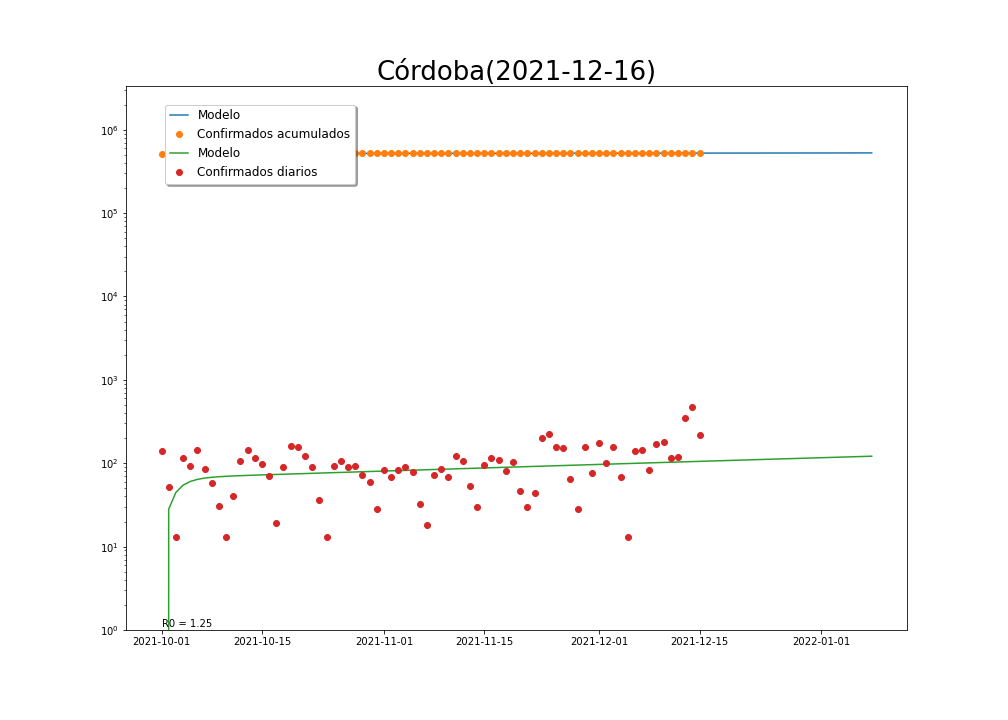 Córdoba(2021-12-16)
Modelo
Confirmados acumulados
Modelo
Confirmados diarios
10⁶
10⁵
10⁴
10³
10²
10¹
10⁰
R0 = 1.25
2021-10-01 2021-10-15 2021-11-01 2021-11-15 2021-12-01 2021-12-15 2022-01-01